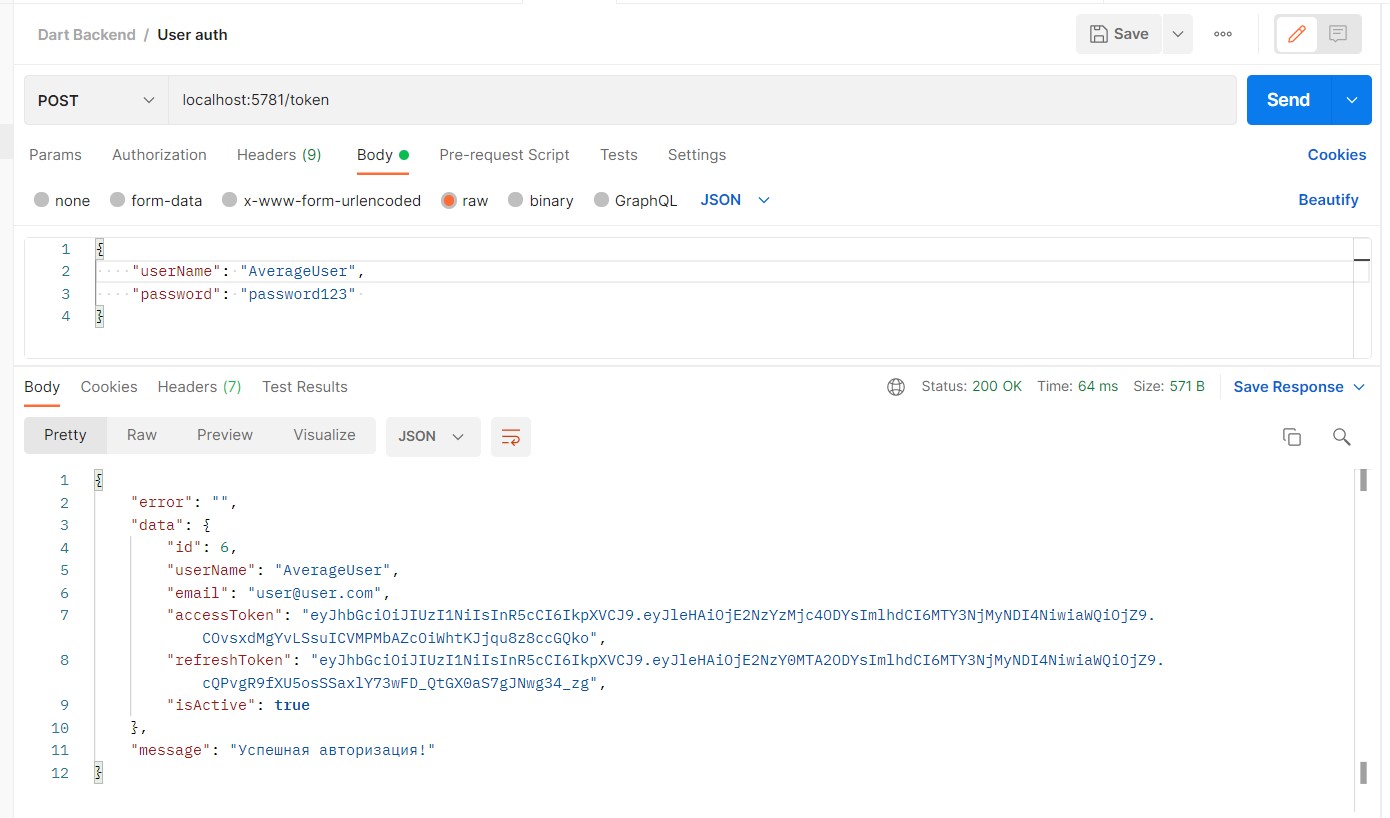 Dart Backend / User auth
Save
POST
localhost:5781/token
Send
Params Authorization Headers (9) Body Pre-request Script Tests Settings Cookies
none form-data x-www-form-urlencoded raw binary GraphQL JSON Beautify
1 {
2 "userName": "AverageUser",
3 "password": "password123"
4 }
Body Cookies Headers (7) Test Results Status: 200 OK Time: 64 ms Size: 571 B Save Response
Pretty Raw Preview Visualize JSON
1 {
2 "error": "",
3 "data": {
4 "id": 6,
5 "userName": "AverageUser",
6 "email": "user@user.com",
7 "accessToken": "eyJhbGciOiJIUzI1NiIsInR5cCI6IkpXVCJ9.eyJleHAiOjE2NzYzMjc4ODYsImlhdCI6MTY3NjMyNDI4NiwiaWQiOjZ9.
COvsxdMgYvLSsuICVMPMbAZcOiWhtKJjqu8z8ccGQko",
8 "refreshToken": "eyJhbGciOiJIUzI1NiIsInR5cCI6IkpXVCJ9.eyJleHAiOjE2NzY0MTA2ODYsImlhdCI6MTY3NjMyNDI4NiwiaWQiOjZ9.
cQPvgR9fXU5osSSaxlY73wFD_QtGX0aS7gJNwg34_zg",
9 "isActive": true
10 },
11 "message": "Успешная авторизация!"
12 }